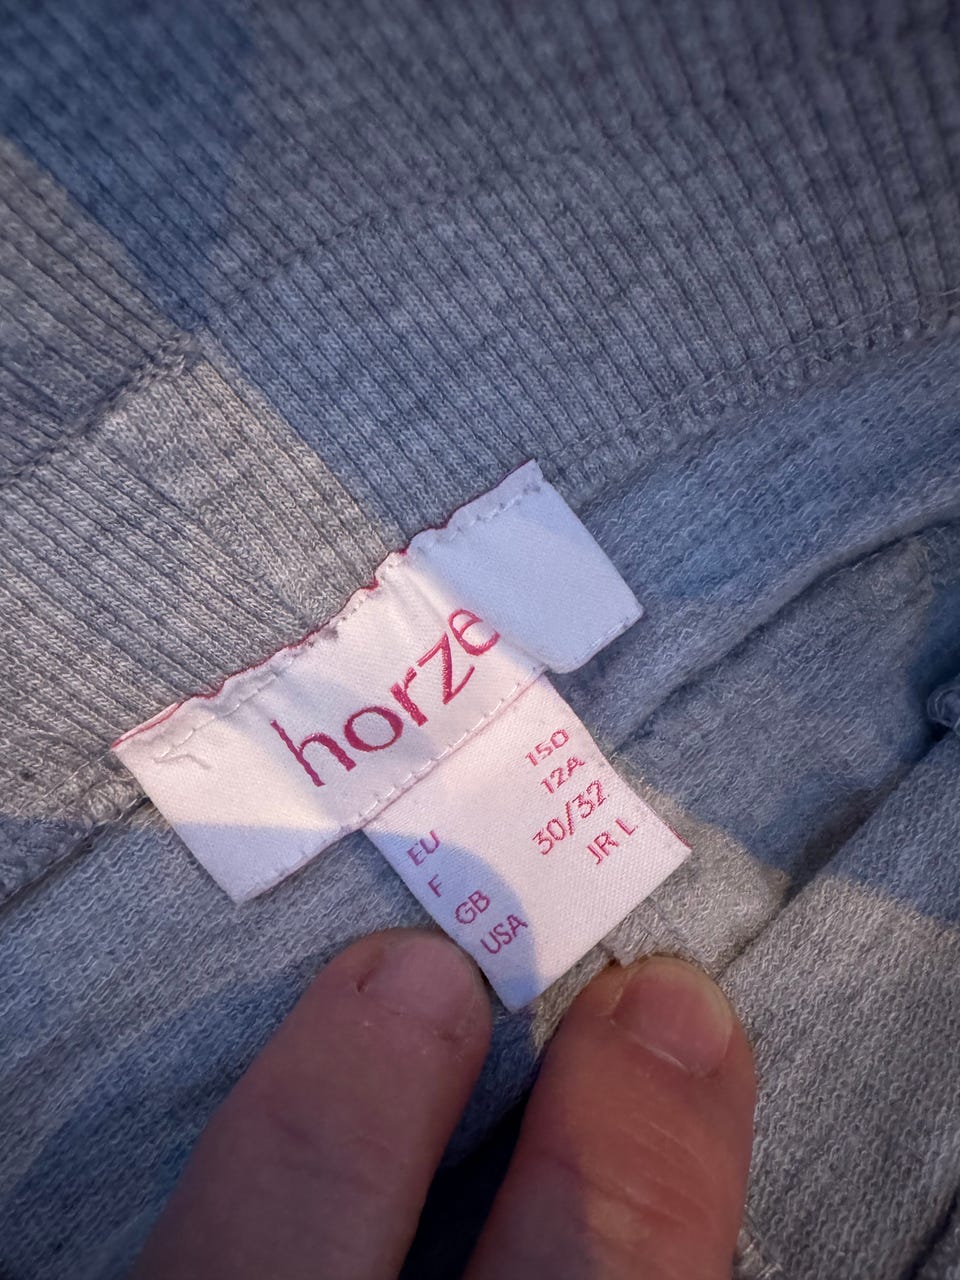 horze
EU 150
F 12A
GB 30/32
USA JR L